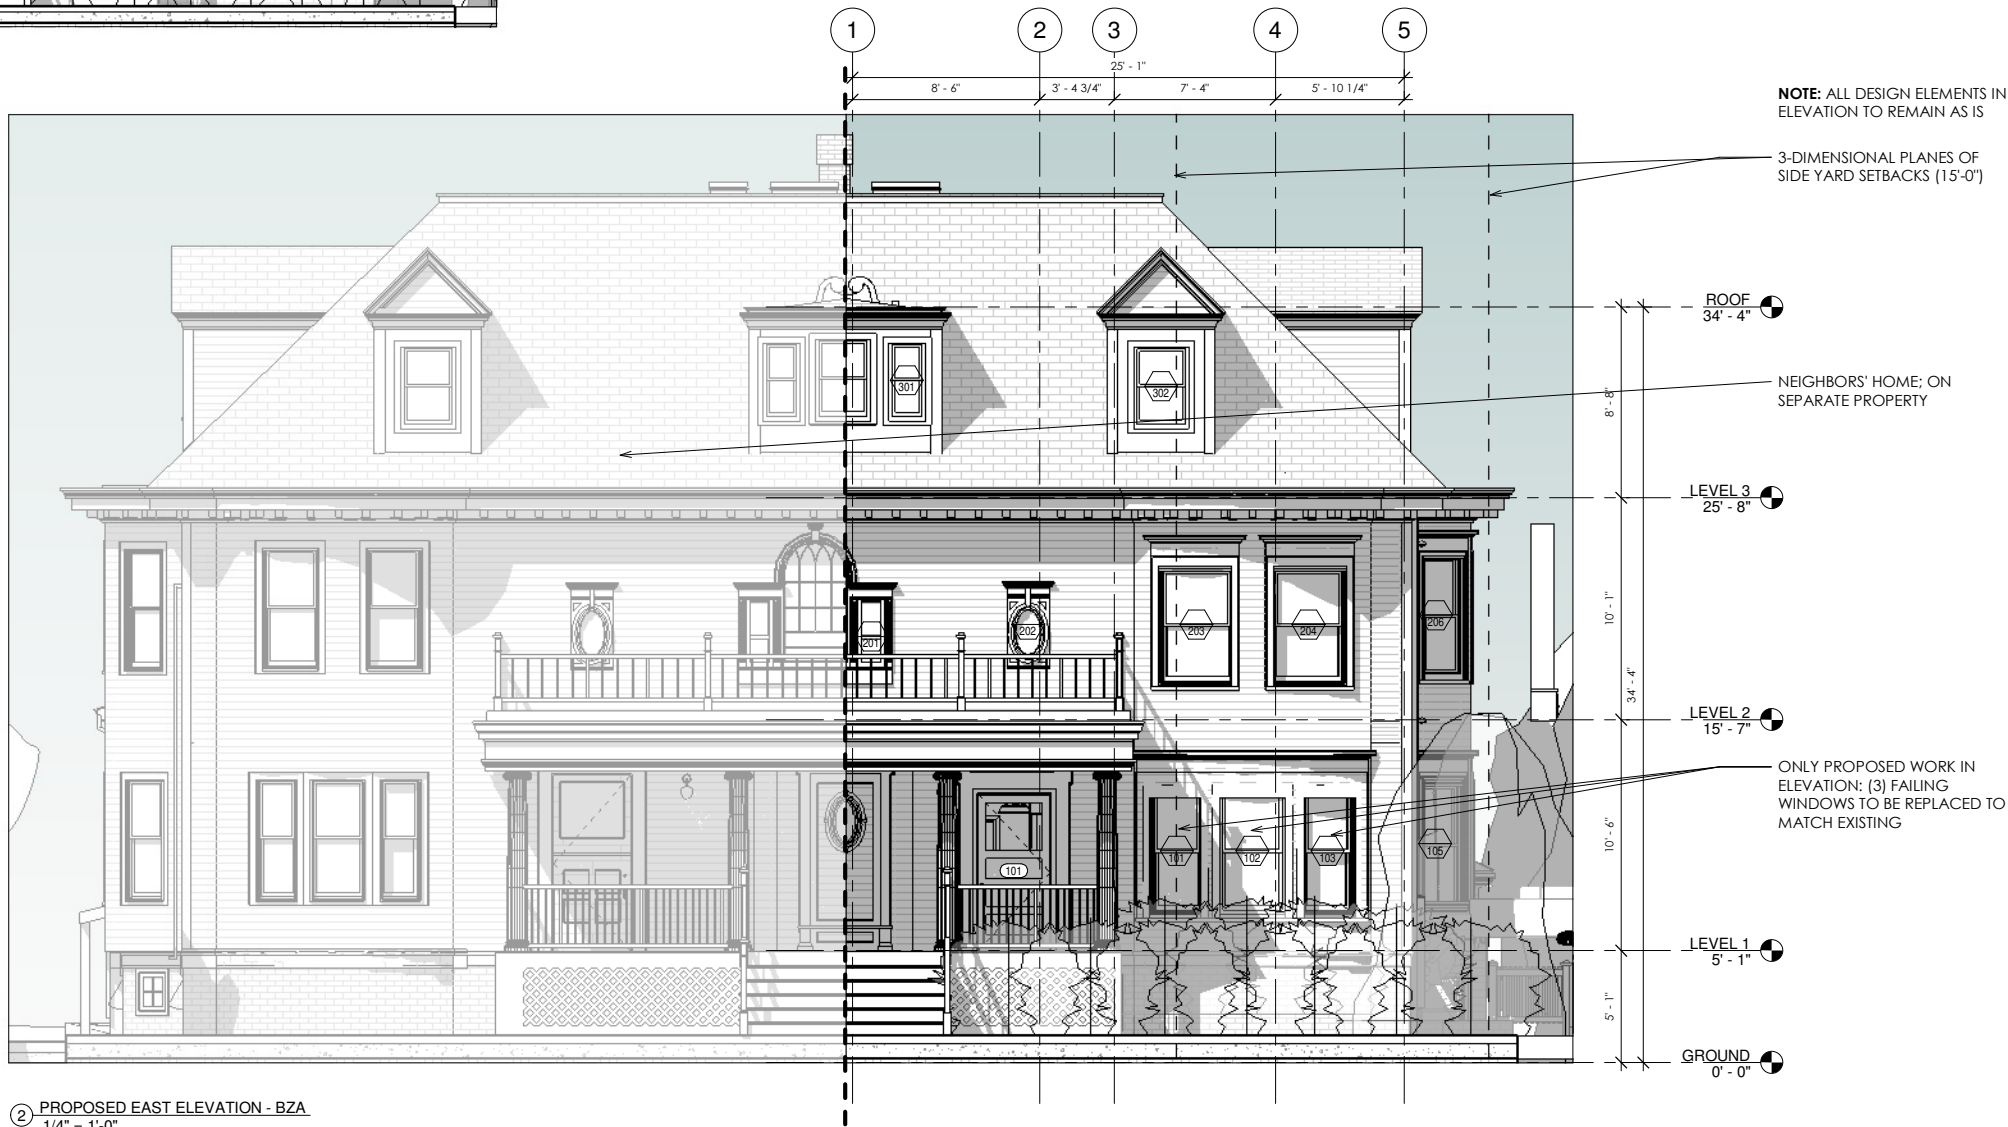 1
2
3
4
5
25' - 1"
8' - 6"
3' - 4 3/4"
7' - 4"
5' - 10 1/4"
NOTE: ALL DESIGN ELEMENTS IN
ELEVATION TO REMAIN AS IS
3-DIMENSIONAL PLANES OF
SIDE YARD SETBACKS (15'-0")
ROOF
34' - 4"
NEIGHBORS' HOME; ON
SEPARATE PROPERTY
8' - 8"
301
302
LEVEL 3
25' - 8"
10' - 1"
201
202
203
204
206
34' - 4"
LEVEL 2
15' - 7"
ONLY PROPOSED WORK IN
ELEVATION: (3) FAILING
WINDOWS TO BE REPLACED TO
MATCH EXISTING
10' - 6"
101
101
102
103
105
LEVEL 1
5' - 1"
5' - 1"
GROUND
0' - 0"
2 PROPOSED EAST ELEVATION - BZA
1/4" = 1'-0"